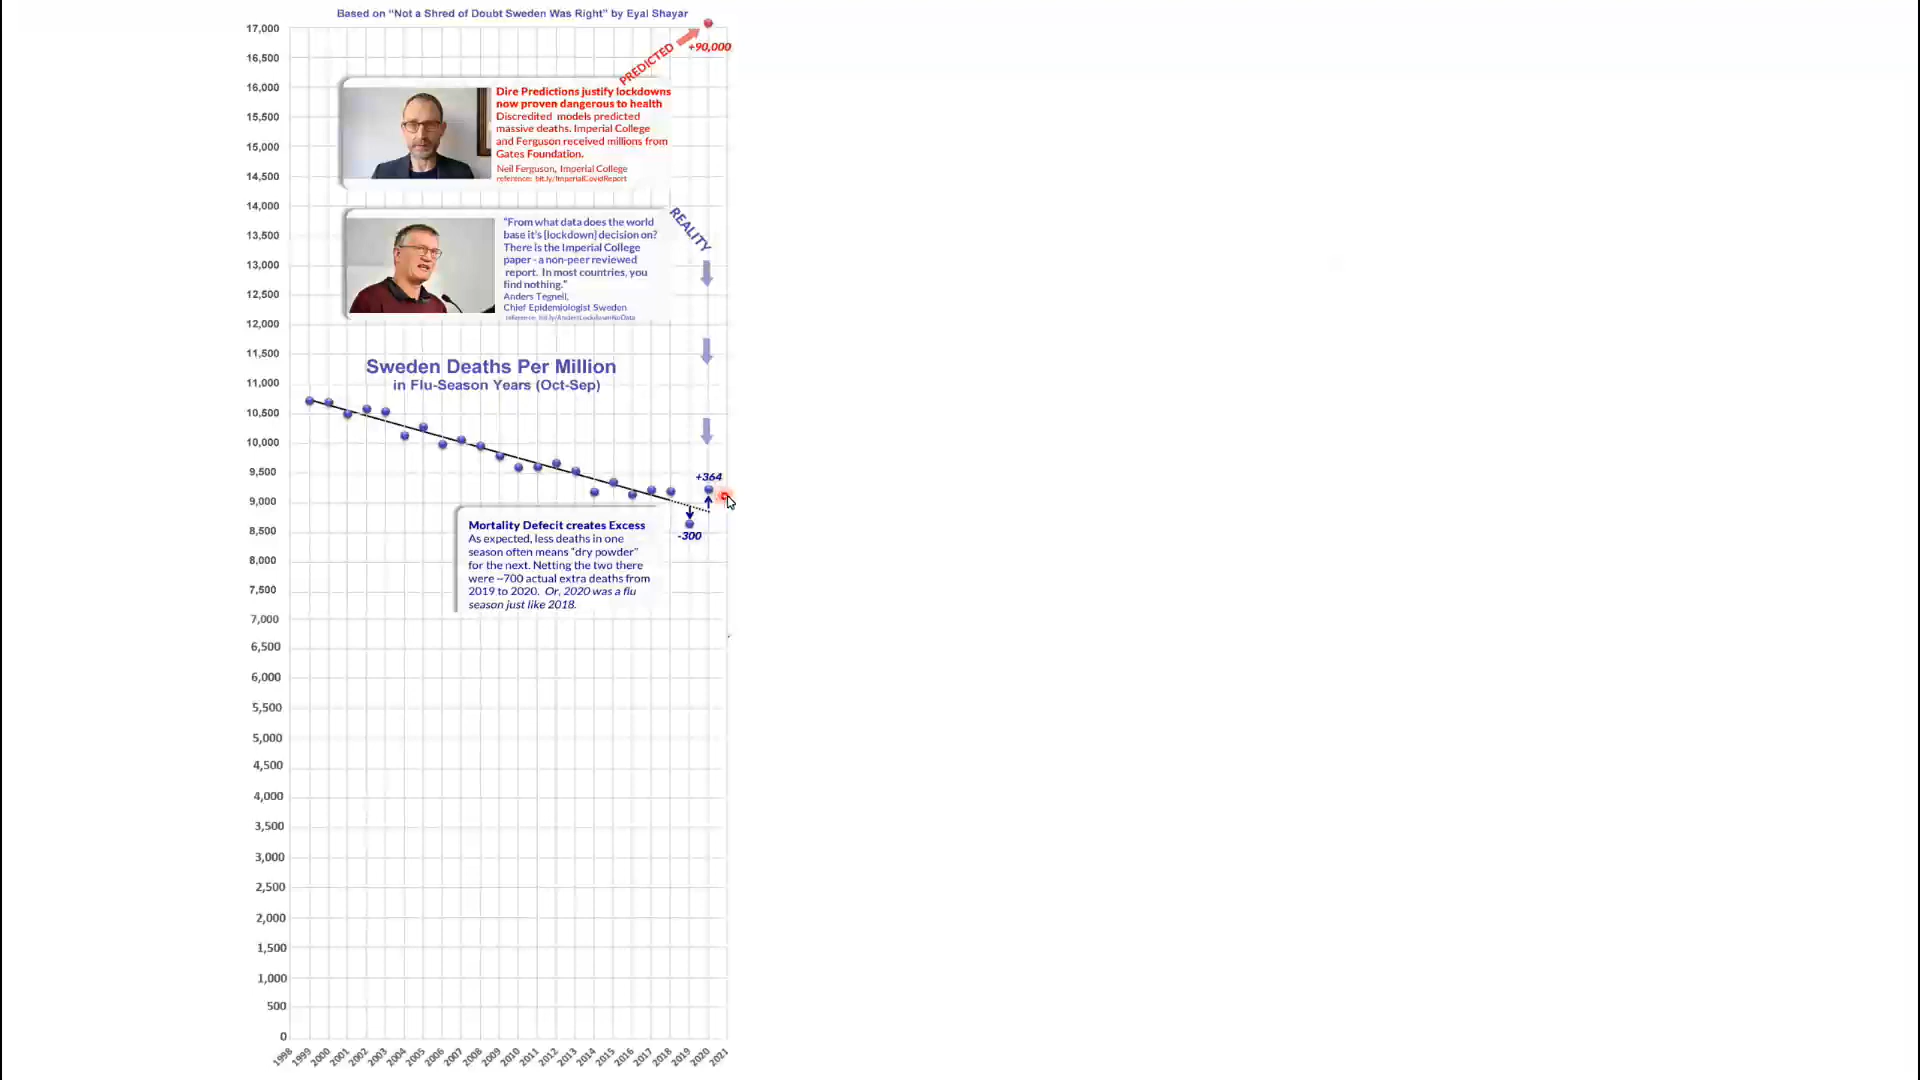 Based on "Not a Shred of Doubt Sweden Was Right" by Eyal Shayar
17,000
+90,000
PREDICTED
16,500
16,000
Dire Predictions justify lockdowns
now proven dangerous to health
Discredited models predicted
massive deaths. Imperial College
and Ferguson received millions from
Gates Foundation.
Neil Ferguson, Imperial College
reference: bit.ly/ImperialCovidReport
15,500
15,000
14,500
14,000
REALITY
"From what data does the world
base it's [lockdown] decision on?
There is the Imperial College
paper - a non-peer reviewed
report. In most countries, you
find nothing."
Anders Tegnell,
Chief Epidemiologist Sweden
13,500
13,000
12,500
12,000
11,500
Sweden Deaths Per Million
in Flu-Season Years (Oct-Sep)
11,000
10,500
10,000
9,500
+364
9,000
8,500
-300
Mortality Defecit creates Excess
As expected, less deaths in one
season often means "dry powder"
for the next. Netting the two there
were ~700 actual extra deaths from
2019 to 2020. Or, 2020 was a flu
season just like 2018.
8,000
7,500
7,000
6,500
6,000
5,500
5,000
4,500
4,000
3,500
3,000
2,500
2,000
1,500
1,000
500
0
1998 1999 2000 2001 2002 2003 2004 2005 2006 2007 2008 2009 2010 2011 2012 2013 2014 2015 2016 2017 2018 2019 2020 2021